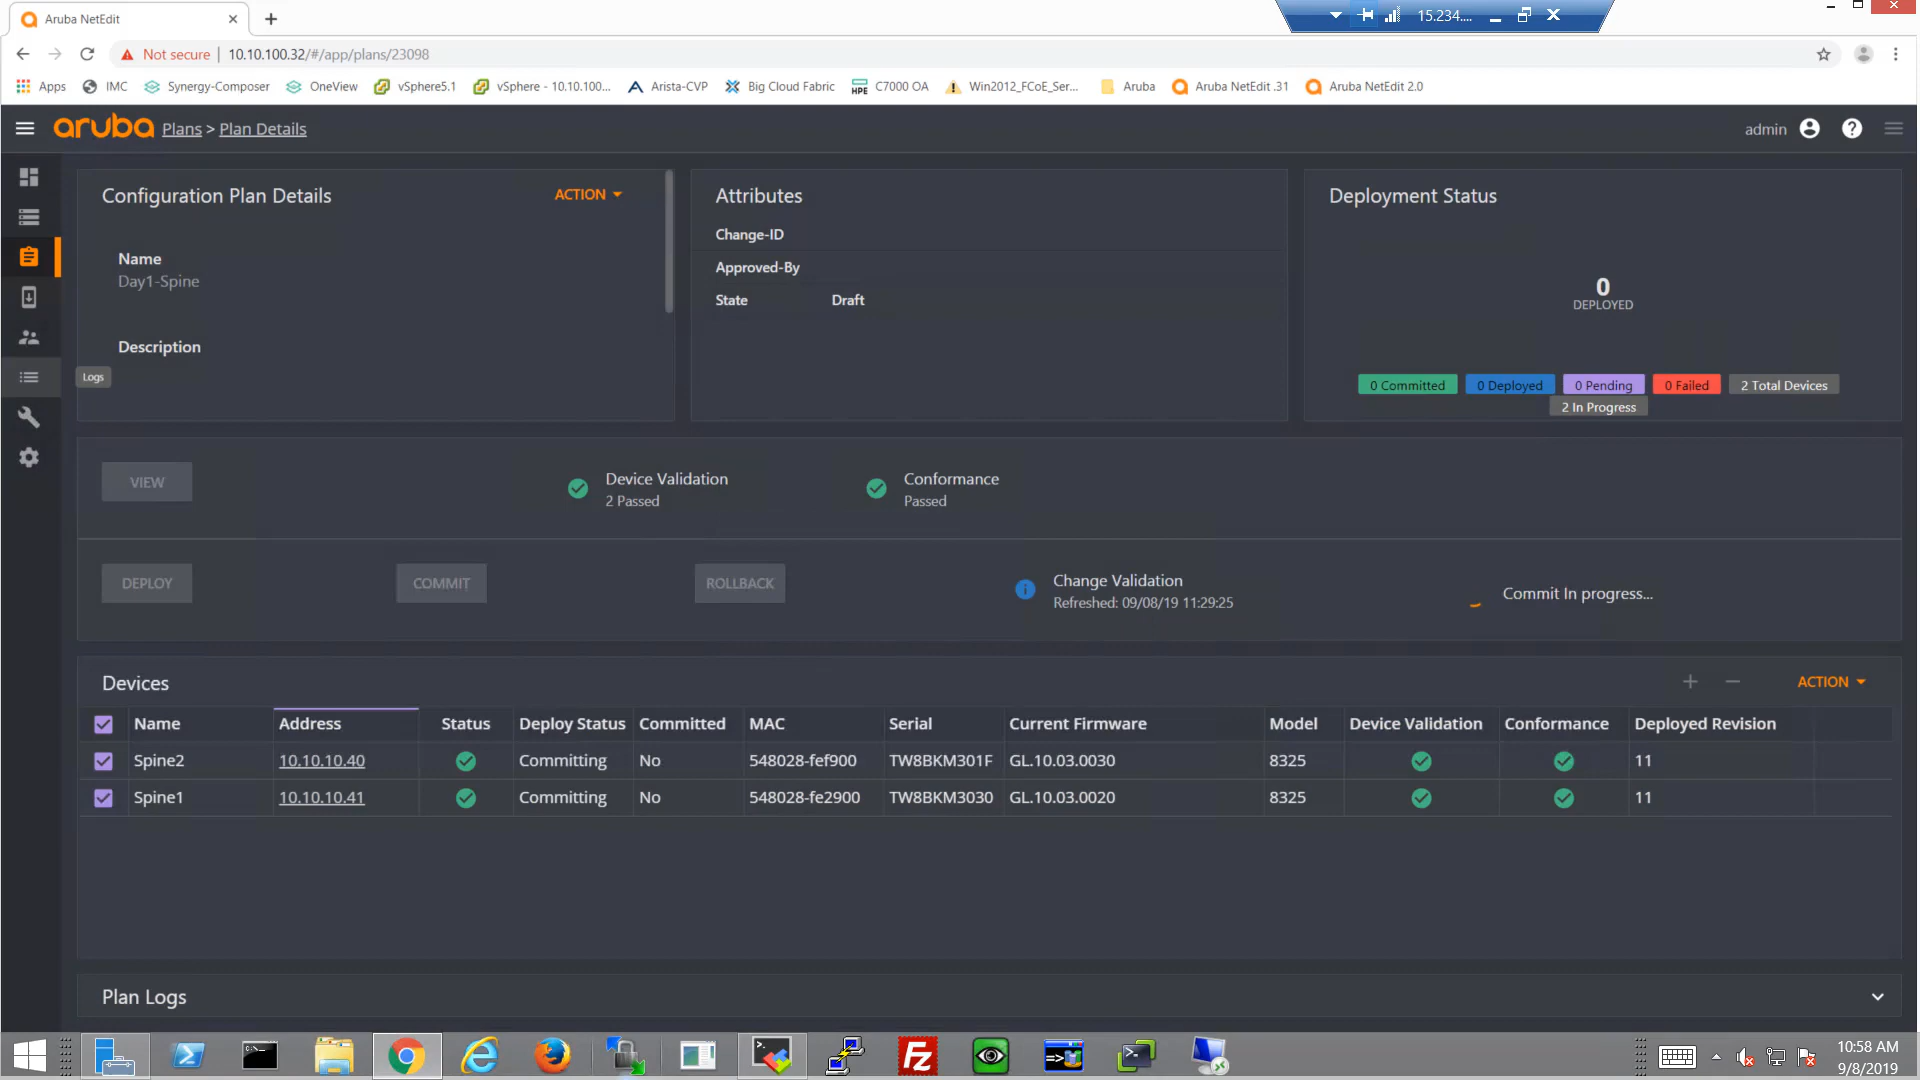 Aruba NetEdit
15.234....
Not secure
10.10.100.32/#/app/plans/23098
Apps
IMC
Synergy-Composer
OneView
vSphere5.1
vSphere - 10.10.100...
Arista-CVP
Big Cloud Fabric
HPE
C7000 OA
Win2012_FCoE_Ser...
Aruba
Aruba NetEdit .31
Aruba NetEdit 2.0
aruba
Plans > Plan Details
admin
Configuration Plan Details
ACTION
Name
Day1-Spine
Description
Logs
Attributes
Change-ID
Approved-By
State Draft
Deployment Status
0
DEPLOYED
0 Committed
0 Deployed
0 Pending
0 Failed
2 Total Devices
2 In Progress
VIEW
Device Validation
2 Passed
Conformance
Passed
DEPLOY
COMMIT
ROLLBACK
Change Validation
Refreshed: 09/08/19 11:29:25
Commit In progress...
Devices
ACTION
Name Address Status Deploy Status Committed MAC Serial Current Firmware Model Device Validation Conformance Deployed Revision
Spine2 10.10.10.40 Committing No 548028-fef900 TW8BKM301F GL.10.03.0030 8325 11
Spine1 10.10.10.41 Committing No 548028-fe2900 TW8BKM3030 GL.10.03.0020 8325 11
Plan Logs
10:58 AM
9/8/2019